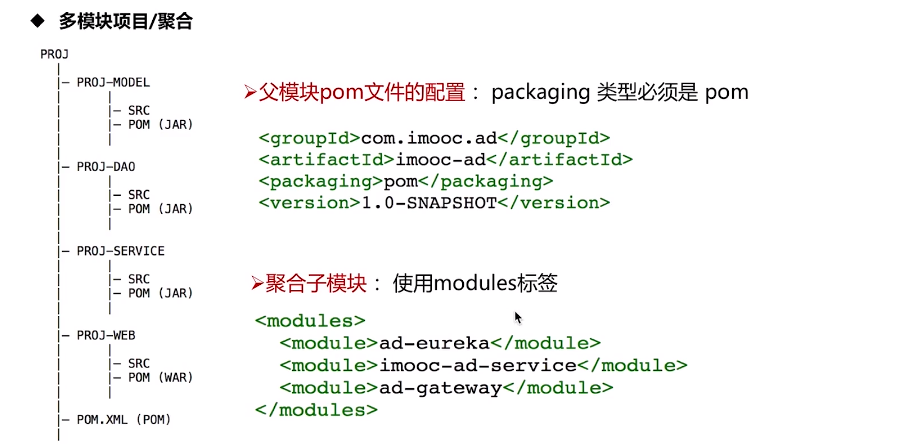 ◆ 多模块项目/聚合
PROJ
|
|— PROJ-MODEL
| |
| |— SRC
| |— POM (JAR)
| |
|— PROJ-DAO
| |
| |— SRC
| |— POM (JAR)
| |
|— PROJ-SERVICE
| |
| |— SRC
| |— POM (JAR)
| |
|— PROJ-WEB
| |
| |— SRC
| |— POM (WAR)
| |
|— POM.XML (POM)
|
➢父模块pom文件的配置： packaging 类型必须是 pom
<groupId>com.imooc.ad</groupId>
<artifactId>imooc-ad</artifactId>
<packaging>pom</packaging>
<version>1.0-SNAPSHOT</version>
➢聚合子模块： 使用modules标签
<modules>
<module>ad-eureka</module>
<module>imooc-ad-service</module>
<module>ad-gateway</module>
</modules>